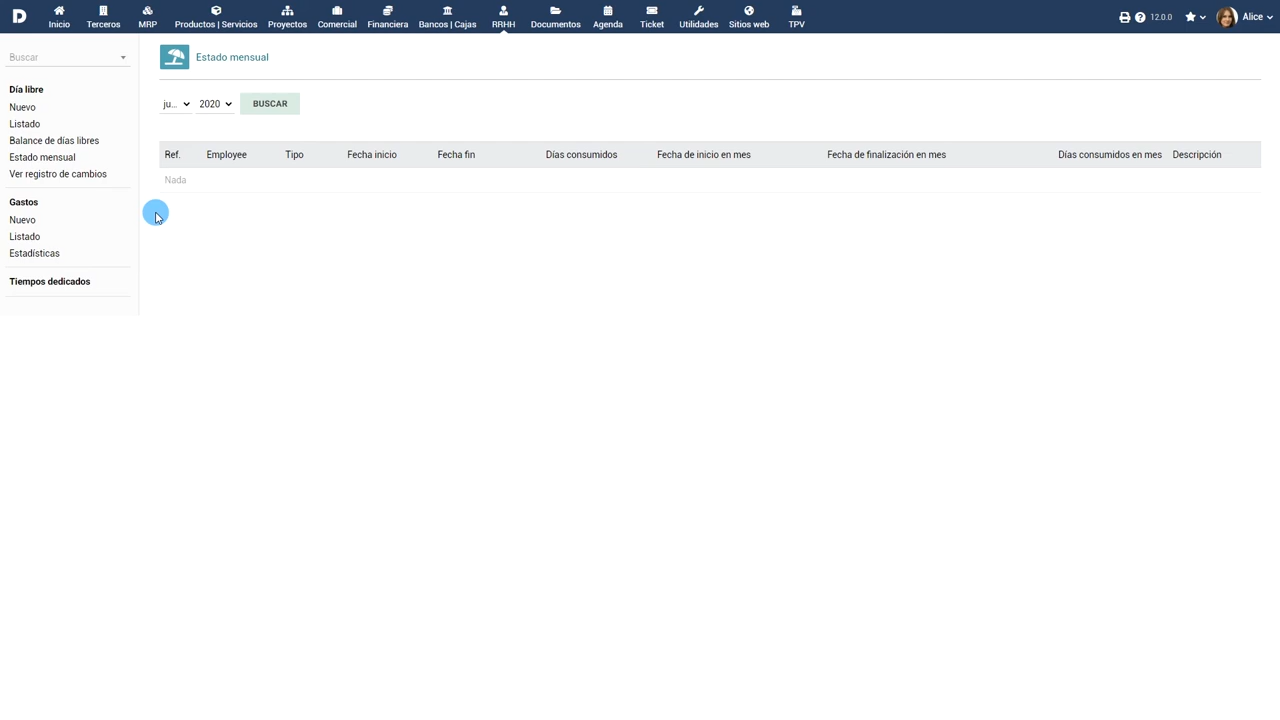 D Inicio Terceros MRP Productos | Servicios Proyectos Comercial Financiera Bancos | Cajas RRHH Documentos Agenda Ticket Utilidades Sitios web TPV 12.0.0 Alice
Buscar
Día libre
Nuevo
Listado
Balance de días libres
Estado mensual
Ver registro de cambios
Gastos
Nuevo
Listado
Estadísticas
Tiempos dedicados
Estado mensual
ju... 2020 BUSCAR
Ref. Employee Tipo Fecha inicio Fecha fin Días consumidos Fecha de inicio en mes Fecha de finalización en mes Días consumidos en mes Descripción
Nada